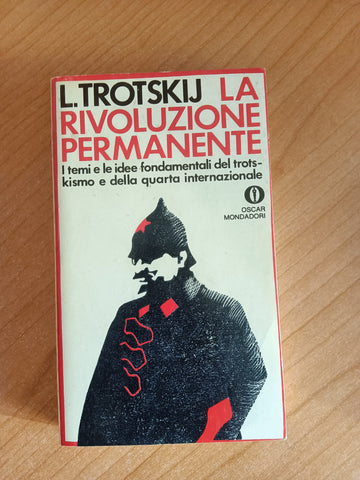 L.TROTSKIJ LA
RIVOLUZIONE
PERMANENTE
I temi e le idee fondamentali del trots-
kismo e della quarta internazionale
OSCAR
MONDADORI